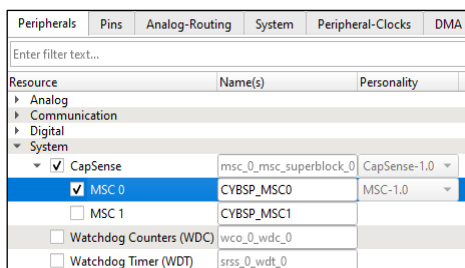 Peripherals Pins Analog-Routing System Peripheral-Clocks DMA
Enter filter text...
Resource Name(s) Personality
Analog
Communication
Digital
System
CapSense msc_0_msc_superblock_0 CapSense-1.0
MSC 0 CYBSP_MSC0 MSC-1.0
MSC 1 CYBSP_MSC1
Watchdog Counters (WDC) wco_0_wdc_0
Watchdog Timer (WDT) srss_0_wdt_0